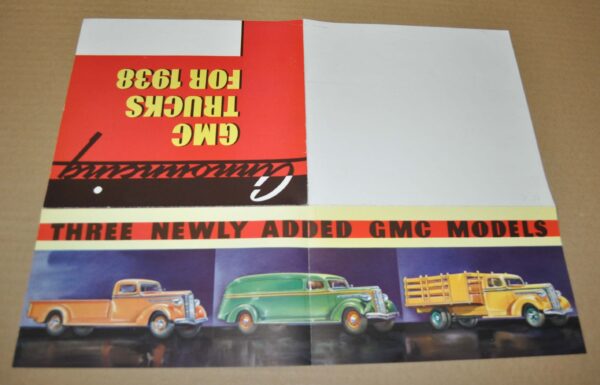 Announcing
GMC
TRUCKS
FOR 1938
THREE NEWLY ADDED GMC MODELS